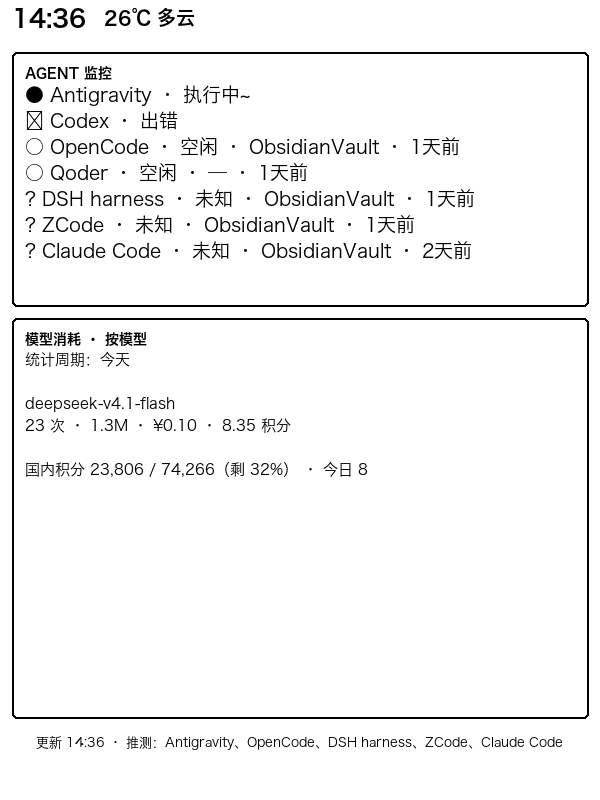 14:36 26℃ 多云
AGENT 监控
● Antigravity · 执行中~
☒ Codex · 出错
○ OpenCode · 空闲 · ObsidianVault · 1天前
○ Qoder · 空闲 · — · 1天前
? DSH harness · 未知 · ObsidianVault · 1天前
? ZCode · 未知 · ObsidianVault · 1天前
? Claude Code · 未知 · ObsidianVault · 2天前
模型消耗 · 按模型
统计周期：今天
deepseek-v4.1-flash
23 次 · 1.3M · ¥0.10 · 8.35 积分
国内积分 23,806 / 74,266（剩 32%） · 今日 8
更新 14:36 · 推测：Antigravity、OpenCode、DSH harness、ZCode、Claude Code